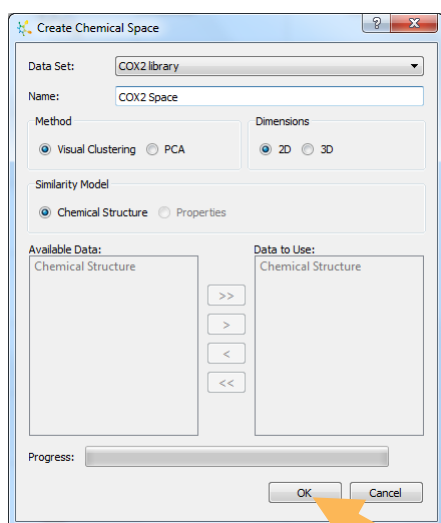 Create Chemical Space
Data Set: COX2 library
Name: COX2 Space
Method Dimensions
Visual Clustering PCA 2D 3D
Similarity Model
Chemical Structure Properties
Available Data: Data to Use:
Chemical Structure Chemical Structure
>>
>
<
<<
Progress:
OK Cancel